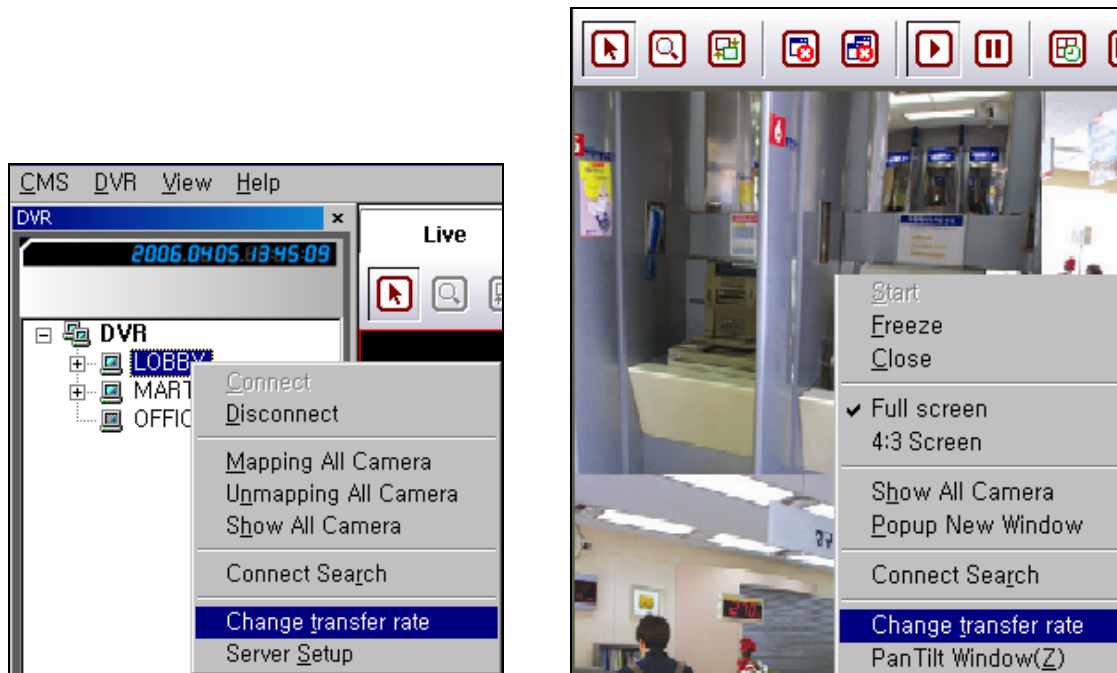 CMS DVR View Help
DVR
2006.04.05.13:45:09
Live
DVR
LOBBY
MART
OFFIC
Connect
Disconnect
Mapping All Camera
Unmapping All Camera
Show All Camera
Connect Search
Change transfer rate
Server Setup
Start
Freeze
Close
Full screen
4:3 Screen
Show All Camera
Popup New Window
Connect Search
Change transfer rate
PanTilt Window(Z)